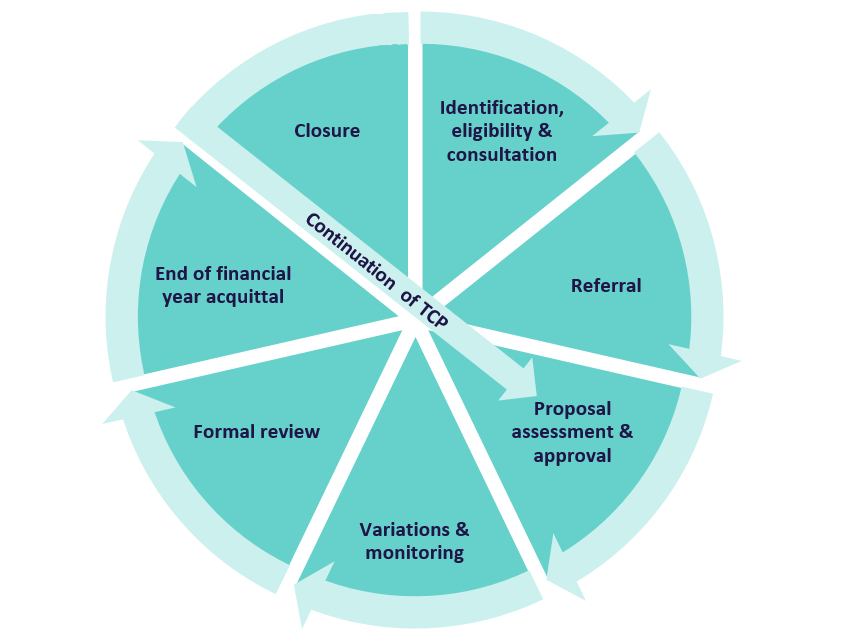 Identification,
eligibility &
consultation
Referral
Proposal
assessment &
approval
Variations &
monitoring
Formal review
End of financial
year acquittal
Closure
Continuation of TCP